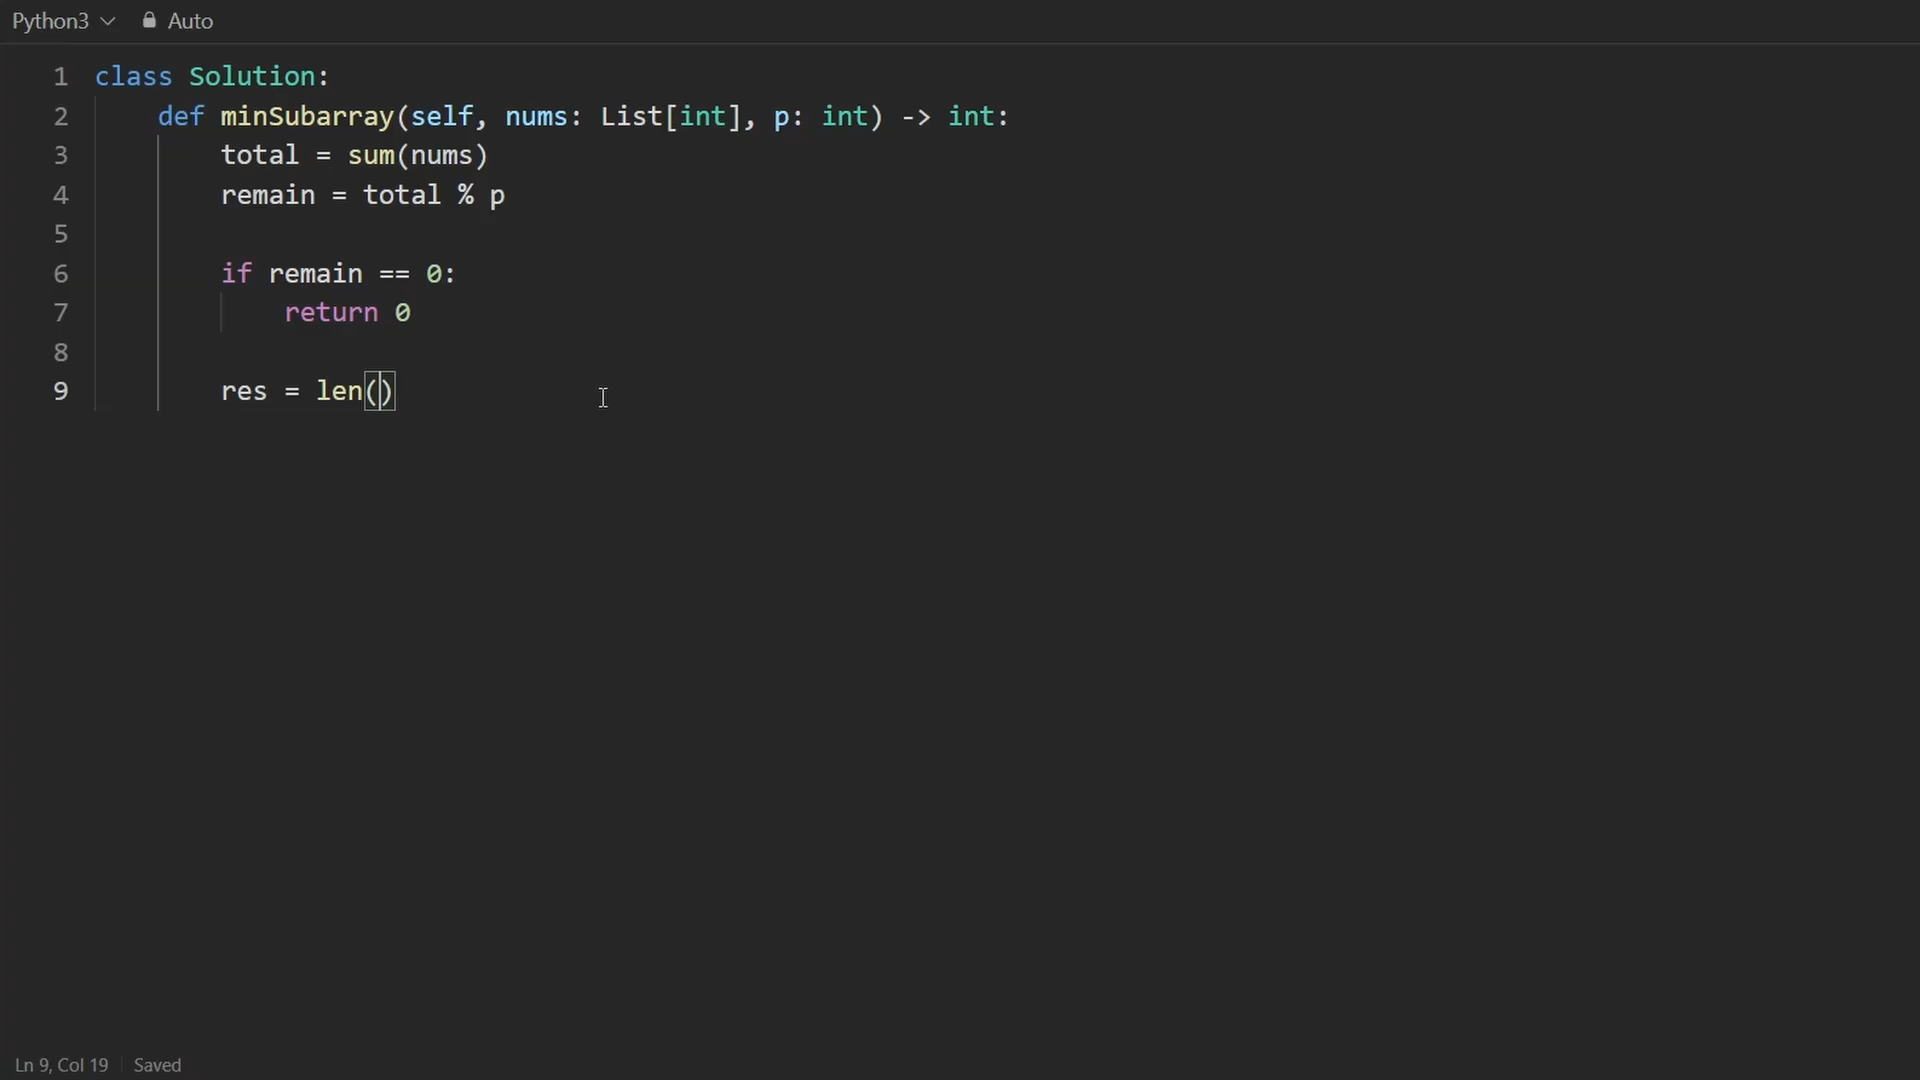 Python3 Auto
1 class Solution:
2 def minSubarray(self, nums: List[int], p: int) -> int:
3 total = sum(nums)
4 remain = total % p
5
6 if remain == 0:
7 return 0
8
9 res = len()
Ln 9, Col 19 Saved